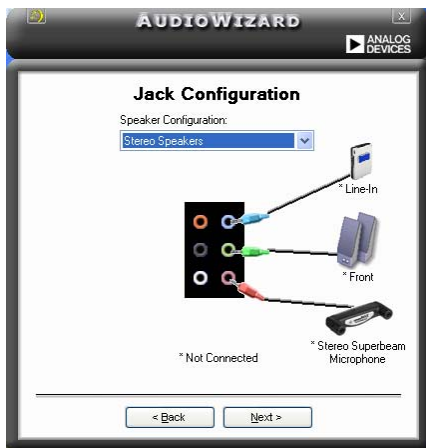 AUDIOWIZARD
X
ANALOG
DEVICES
Jack Configuration
Speaker Configuration:
Stereo Speakers
* Line-In
* Front
* Stereo Superbeam
Microphone
* Not Connected
< Back
Next >